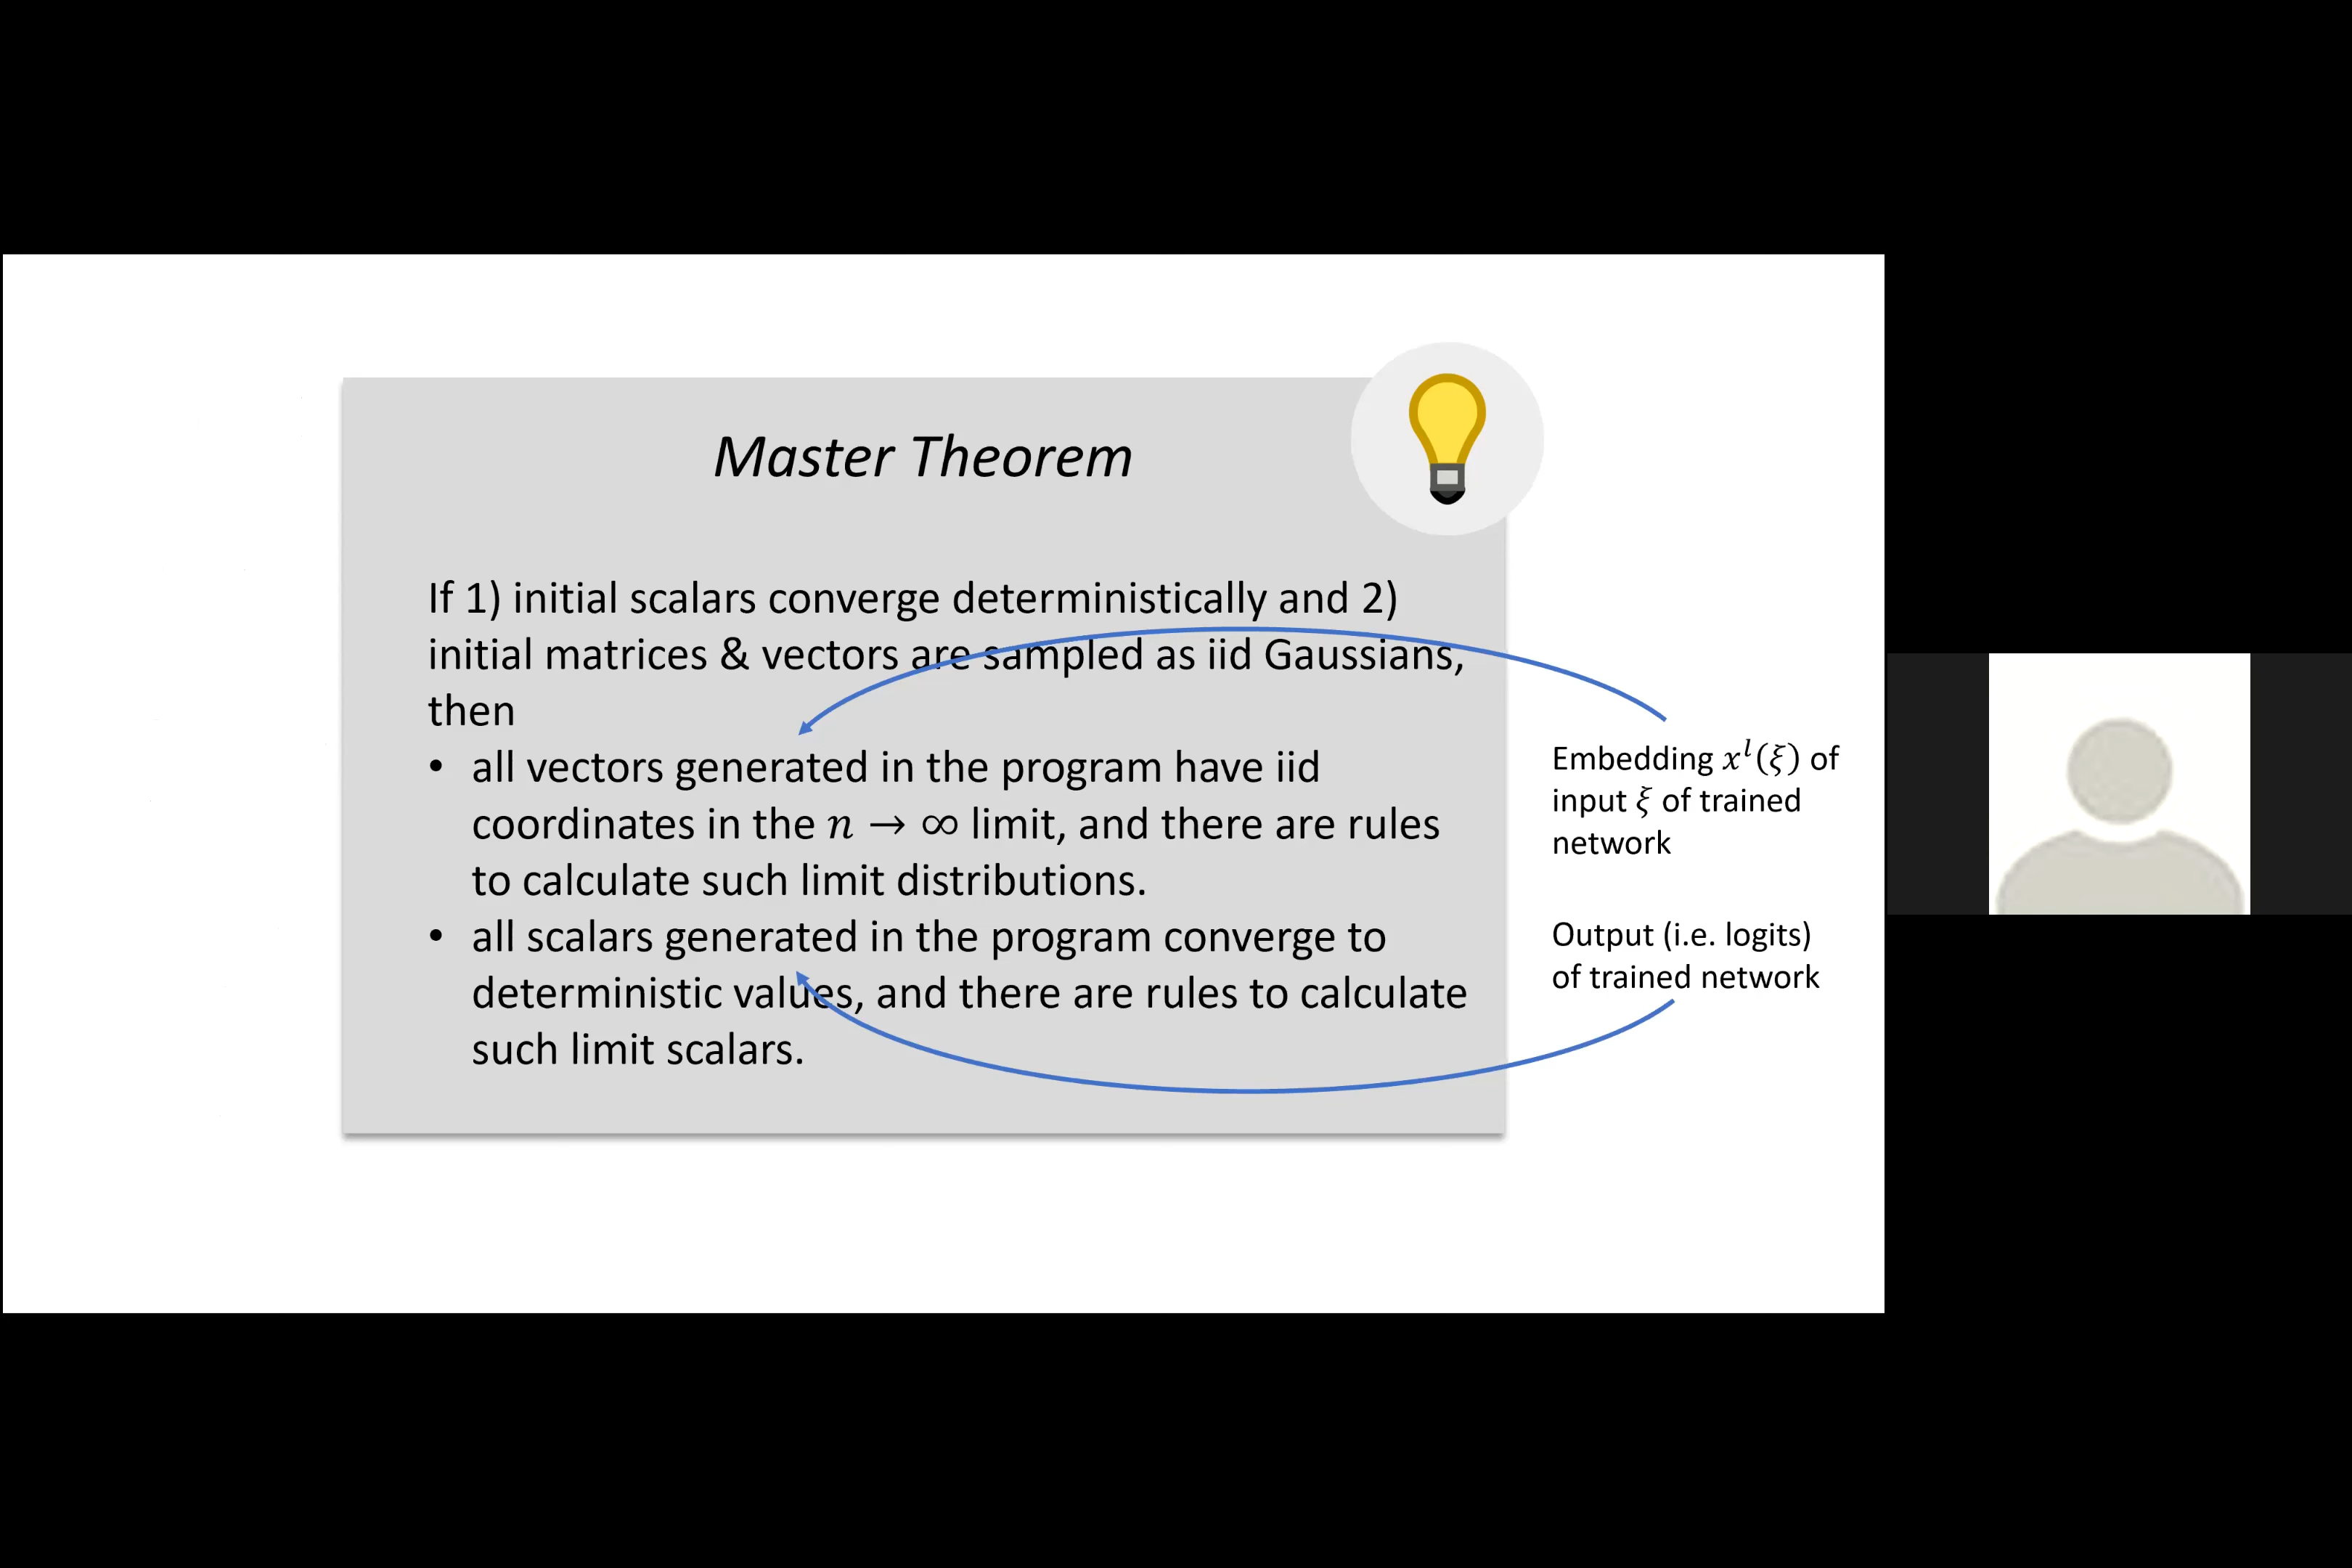 Master Theorem
If 1) initial scalars converge deterministically and 2)
initial matrices & vectors are sampled as iid Gaussians,
then
• all vectors generated in the program have iid
coordinates in the 𝑛 → ∞ limit, and there are rules
to calculate such limit distributions.
• all scalars generated in the program converge to
deterministic values, and there are rules to calculate
such limit scalars.
Embedding 𝑥ˡ(𝜉) of
input 𝜉 of trained
network
Output (i.e. logits)
of trained network